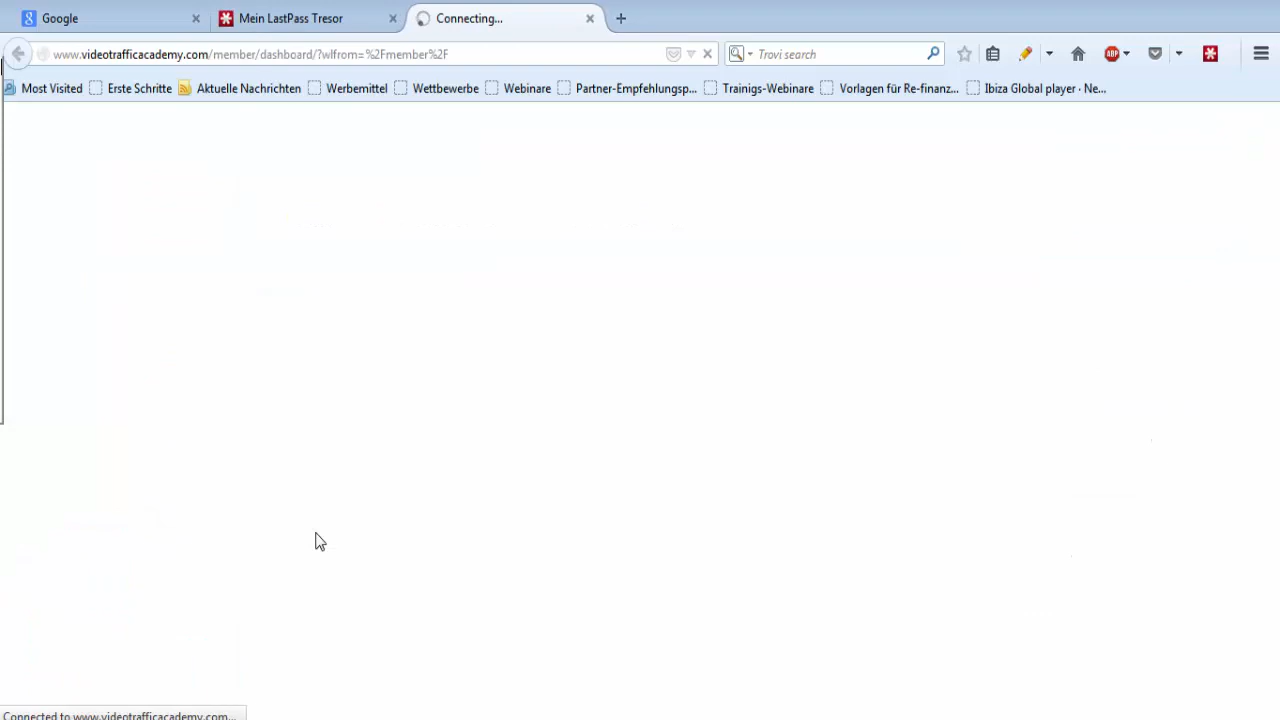 Google
Mein LastPass Tresor
Connecting...
www.videotrafficacademy.com/member/dashboard/?wlfrom=%2Fmember%2F
Trovi search
ABP
Most Visited
Erste Schritte
Aktuelle Nachrichten
Werbemittel
Wettbewerbe
Webinare
Partner-Empfehlungsp...
Trainigs-Webinare
Vorlagen für Re-finanz...
Ibiza Global player · Ne...
Connected to www.videotrafficacademy.com...